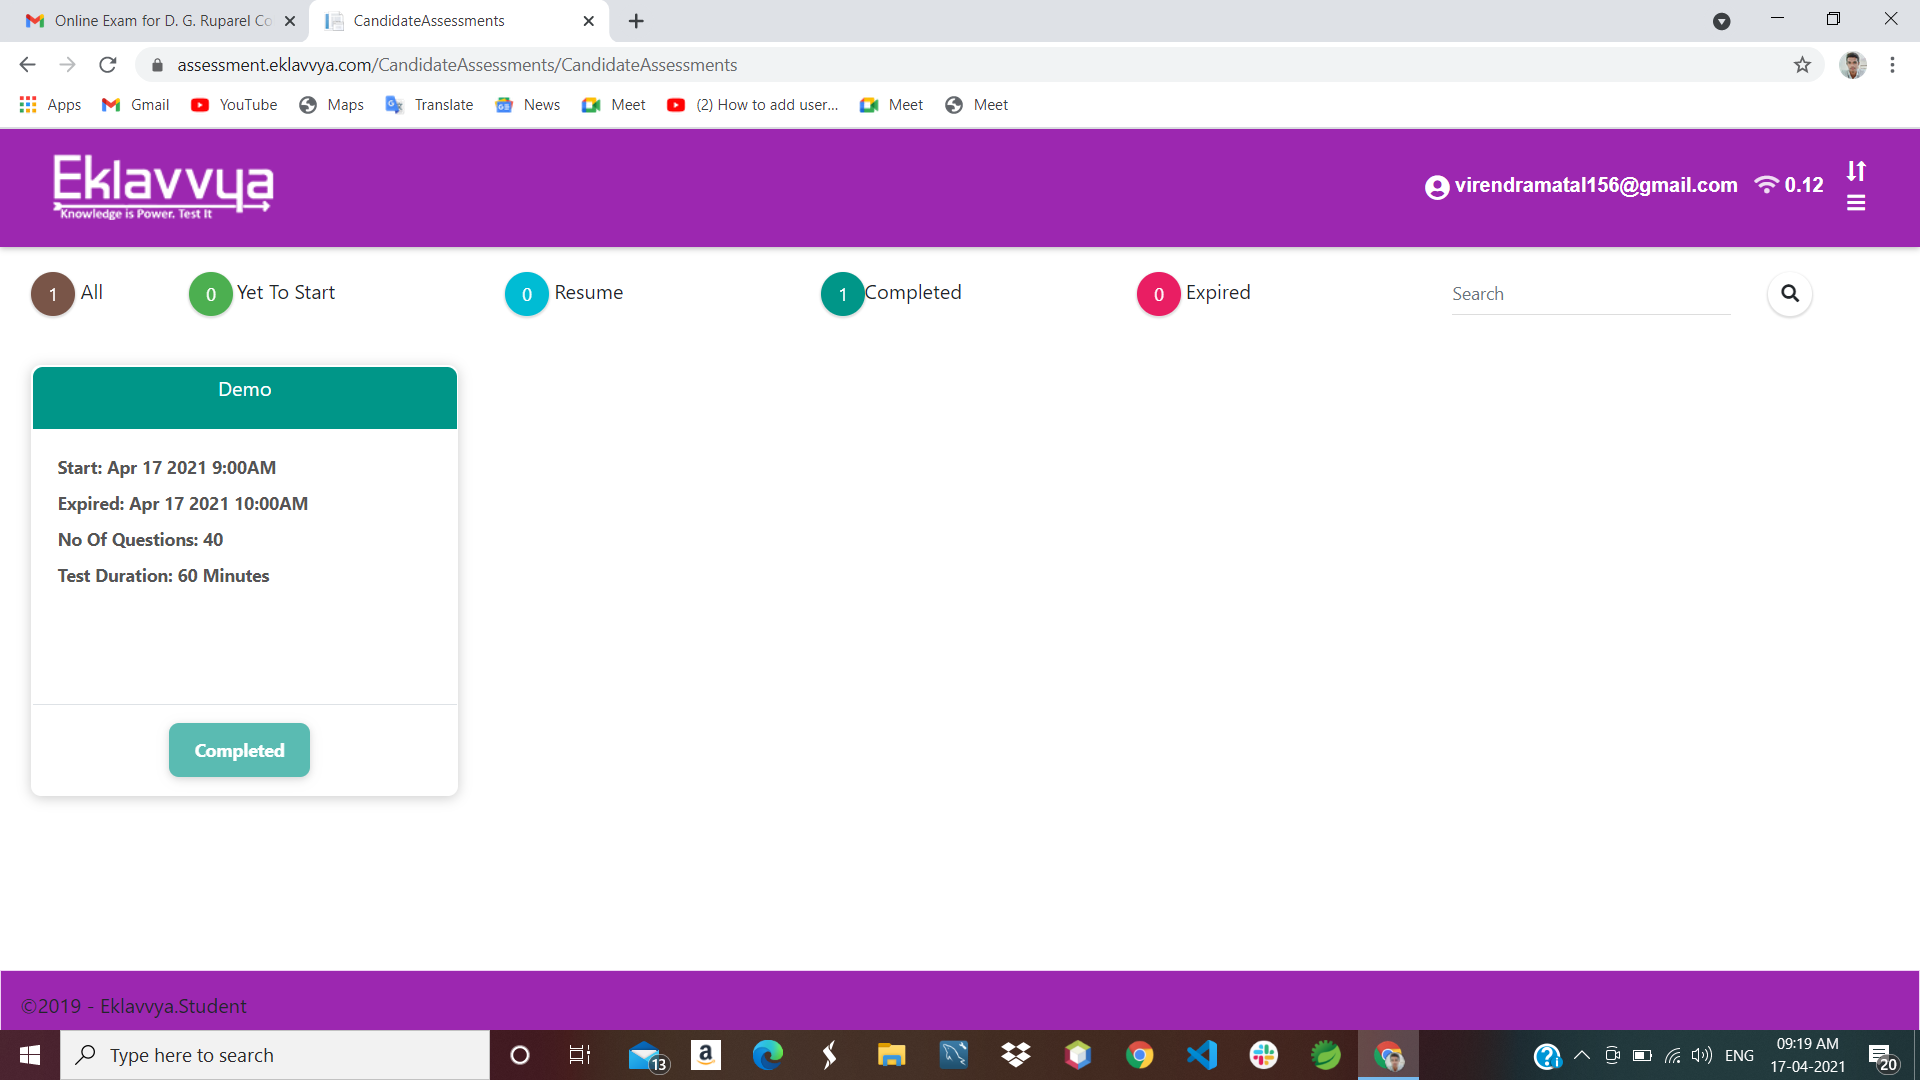 Online Exam for D. G. Ruparel Co
CandidateAssessments
assessment.eklavvya.com/CandidateAssessments/CandidateAssessments
Apps Gmail YouTube Maps Translate News Meet (2) How to add user... Meet Meet
Eklavvya
Knowledge is Power. Test It
virendramatal156@gmail.com 0.12
1 All 0 Yet To Start 0 Resume 1 Completed 0 Expired Search
Demo
Start: Apr 17 2021 9:00AM
Expired: Apr 17 2021 10:00AM
No Of Questions: 40
Test Duration: 60 Minutes
Completed
©2019 - Eklavvya.Student
Type here to search
13
ENG
09:19 AM
17-04-2021
20